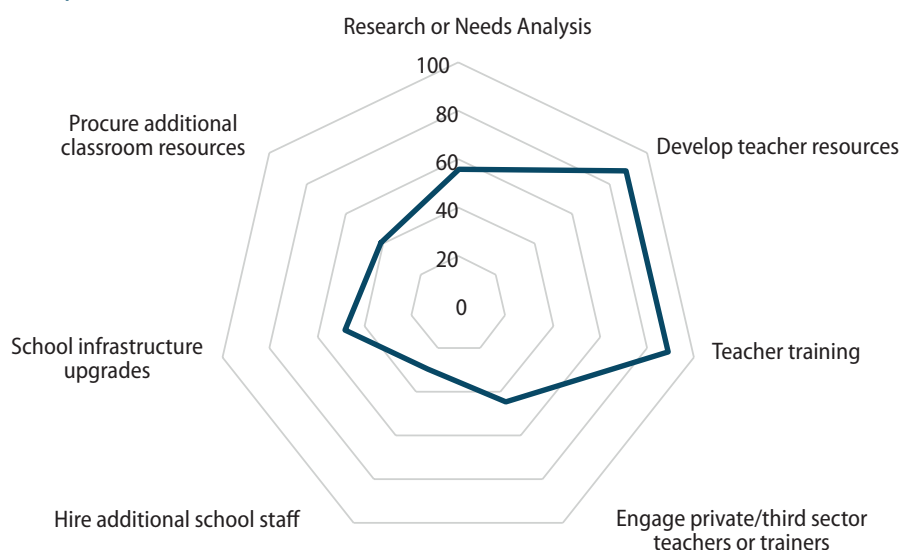 Research or Needs Analysis
100
80
60
40
20
0
Develop teacher resources
Teacher training
Engage private/third sector
teachers or trainers
Hire additional school staff
School infrastructure
upgrades
Procure additional
classroom resources